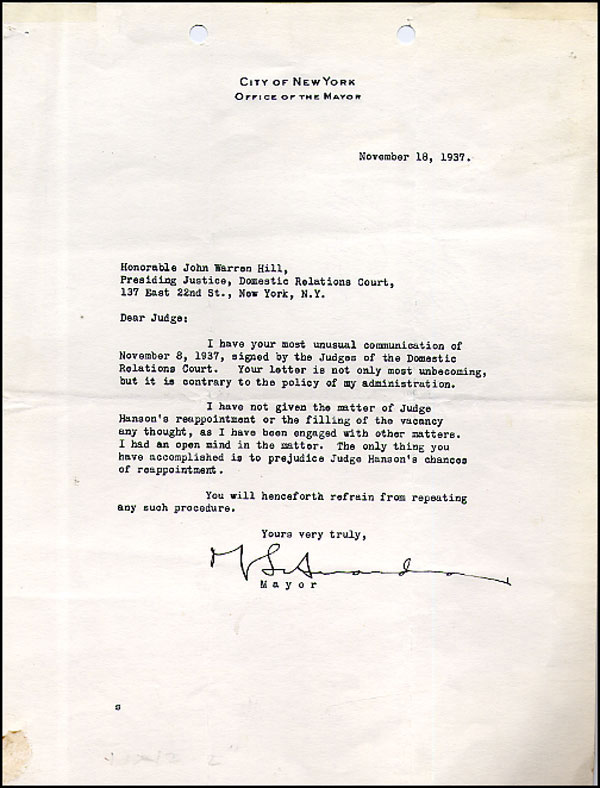 CITY OF NEW YORK
OFFICE OF THE MAYOR
November 18, 1937.
Honorable John Warren Hill,
Presiding Justice, Domestic Relations Court,
137 East 22nd St., New York, N.Y.
Dear Judge:
I have your most unusual communication of
November 8, 1937, signed by the Judges of the Domestic
Relations Court. Your letter is not only most unbecoming,
but it is contrary to the policy of my administration.
I have not given the matter of Judge
Hanson's reappointment or the filling of the vacancy
any thought, as I have been engaged with other matters.
I had an open mind in the matter. The only thing you
have accomplished is to prejudice Judge Hanson's chances
of reappointment.
You will henceforth refrain from repeating
any such procedure.
Yours very truly,
Mayor
s